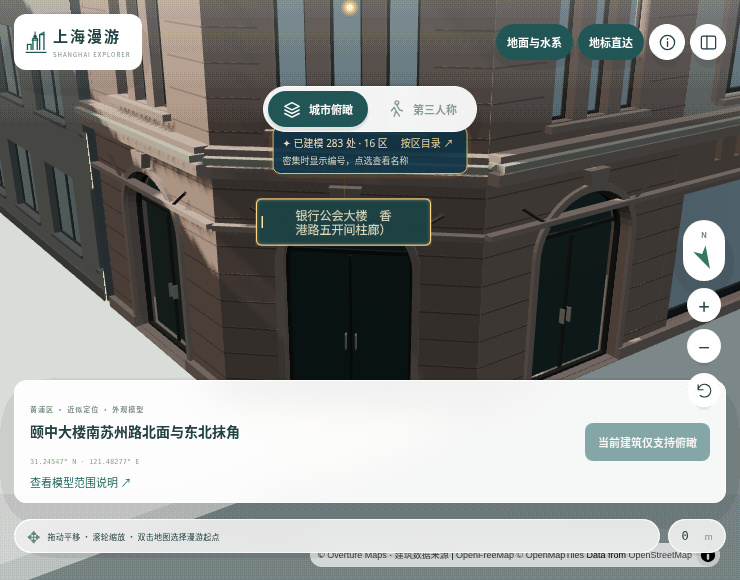 上海漫游
SHANGHAI EXPLORER
地面与水系
地标直达
城市俯瞰
第三人称
✦ 已建模 283 处 · 16 区 按区目录 ↗
密集时显示编号，点选查看名称
银行公会大楼 香
港路五开间柱廊）
N
+
−
黄浦区 · 近似定位 · 外观模型
颐中大楼南苏州路北面与东北抹角
31.24547° N · 121.48277° E
查看模型范围说明 ↗
当前建筑仅支持俯瞰
拖动平移 · 滚轮缩放 · 双击地图选择漫游起点
0 m
© Overture Maps · 建筑数据来源 | OpenFreeMap © OpenMapTiles Data from OpenStreetMap